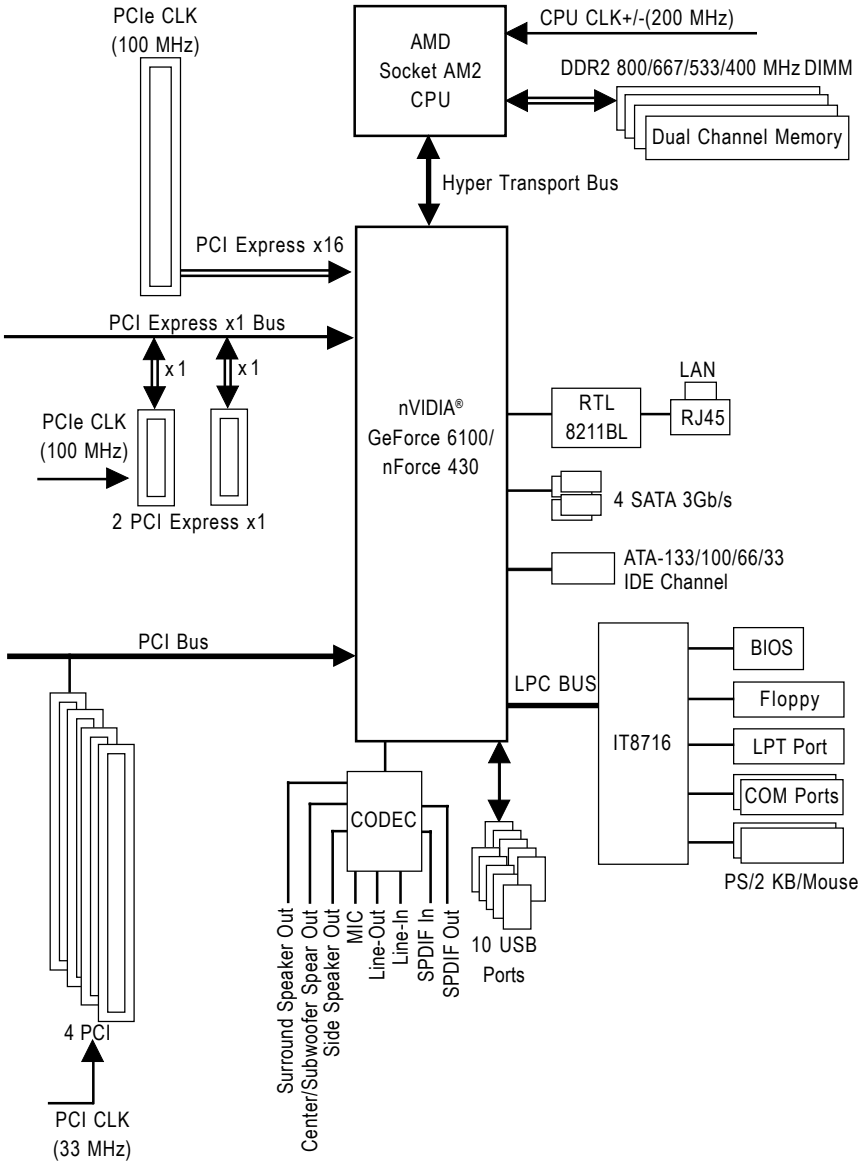 PCIe CLK
(100 MHz)
AMD
Socket AM2
CPU
CPU CLK+/-(200 MHz)
DDR2 800/667/533/400 MHz DIMM
Dual Channel Memory
Hyper Transport Bus
PCI Express x16
PCI Express x1 Bus
x 1
x 1
PCIe CLK
(100 MHz)
2 PCI Express x1
nVIDIA®
GeForce 6100/
nForce 430
RTL
8211BL
LAN
RJ45
4 SATA 3Gb/s
ATA-133/100/66/33
IDE Channel
PCI Bus
LPC BUS
IT8716
BIOS
Floppy
LPT Port
COM Ports
PS/2 KB/Mouse
CODEC
Surround Speaker Out
Center/Subwoofer Spear Out
Side Speaker Out
MIC
Line-Out
Line-In
SPDIF In
SPDIF Out
10 USB
Ports
4 PCI
PCI CLK
(33 MHz)